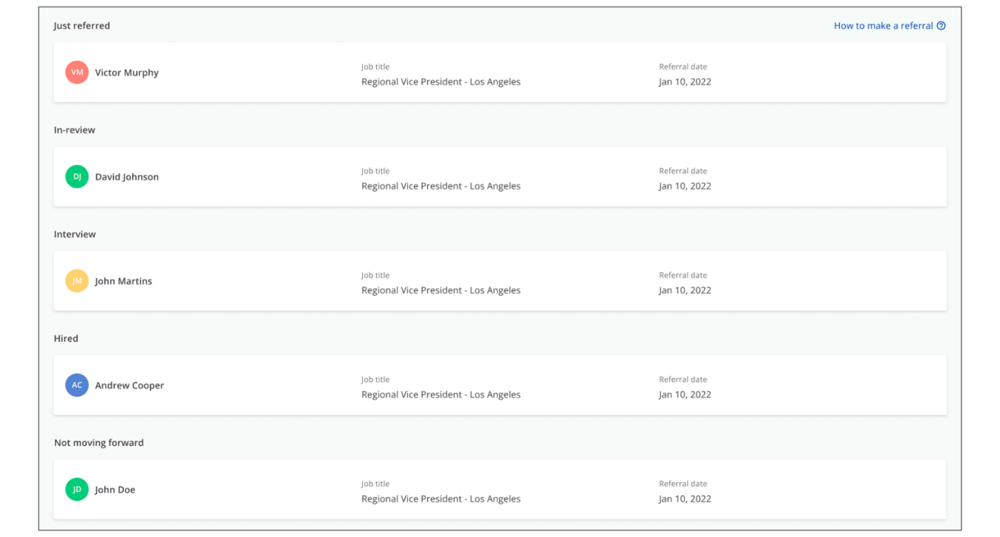 Just referred
How to make a referral ?
VM Victor Murphy
Job title
Regional Vice President - Los Angeles
Referral date
Jan 10, 2022
In-review
DJ David Johnson
Job title
Regional Vice President - Los Angeles
Referral date
Jan 10, 2022
Interview
JM John Martins
Job title
Regional Vice President - Los Angeles
Referral date
Jan 10, 2022
Hired
AC Andrew Cooper
Job title
Regional Vice President - Los Angeles
Referral date
Jan 10, 2022
Not moving forward
JD John Doe
Job title
Regional Vice President - Los Angeles
Referral date
Jan 10, 2022